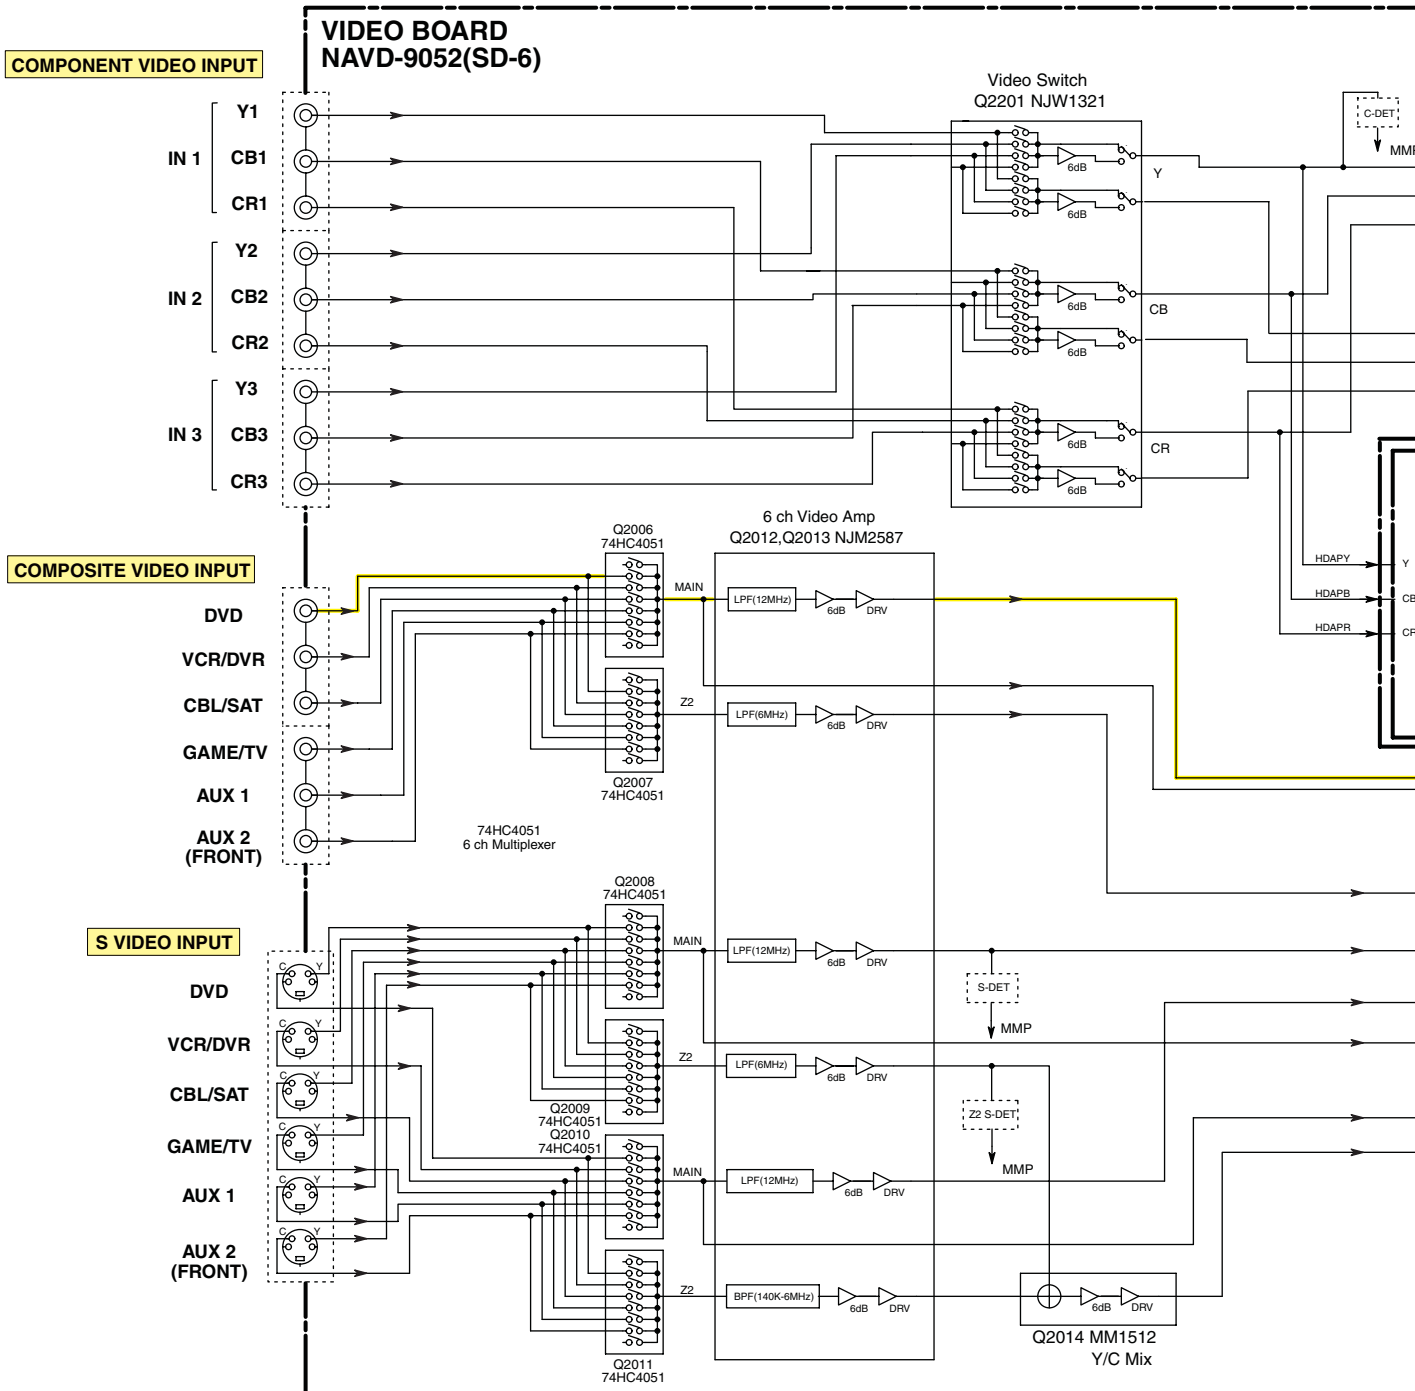 VIDEO BOARD
NAVD-9052(SD-6)
COMPONENT VIDEO INPUT
Y1
IN 1
CB1
CR1
Y2
IN 2
CB2
CR2
Y3
IN 3
CB3
CR3
Video Switch
Q2201 NJW1321
6dB
Y
6dB
6dB
CB
6dB
6dB
CR
6dB
C-DET
HDAPY
Y
HDAPB
HDAPR
COMPOSITE VIDEO INPUT
DVD
VCR/DVR
CBL/SAT
GAME/TV
AUX 1
AUX 2
(FRONT)
Q2006
74HC4051
MAIN
Z2
Q2007
74HC4051
74HC4051
6 ch Multiplexer
6 ch Video Amp
Q2012,Q2013 NJM2587
LPF(12MHz)
6dB
DRV
LPF(6MHz)
6dB
DRV
S VIDEO INPUT
C
Y
DVD
C
Y
VCR/DVR
C
Y
CBL/SAT
C
Y
GAME/TV
C
Y
AUX 1
C
Y
AUX 2
(FRONT)
Q2008
74HC4051
MAIN
LPF(12MHz)
6dB
DRV
S-DET
MMP
Z2
LPF(6MHz)
6dB
DRV
Z2 S-DET
MMP
Q2009
74HC4051
Q2010
74HC4051
MAIN
LPF(12MHz)
6dB
DRV
Z2
BPF(140K-6MHz)
6dB
DRV
6dB
DRV
Q2011
74HC4051
Q2014 MM1512
Y/C Mix